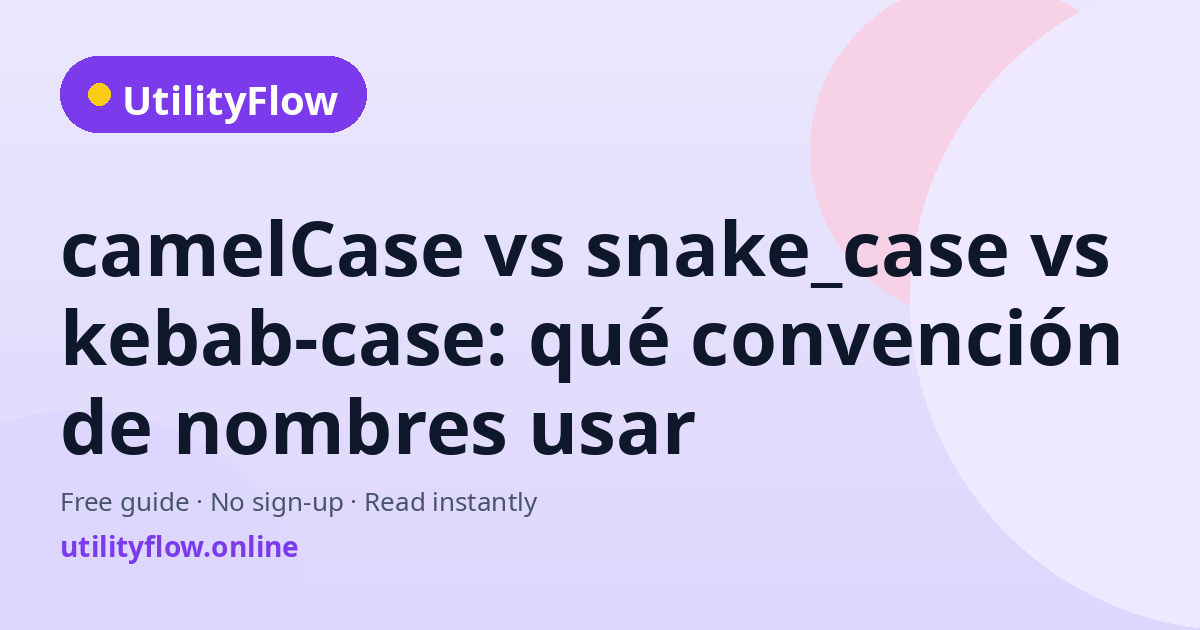 UtilityFlow
camelCase vs snake_case vs
kebab-case: qué convención
de nombres usar
Free guide · No sign-up · Read instantly
utilityflow.online